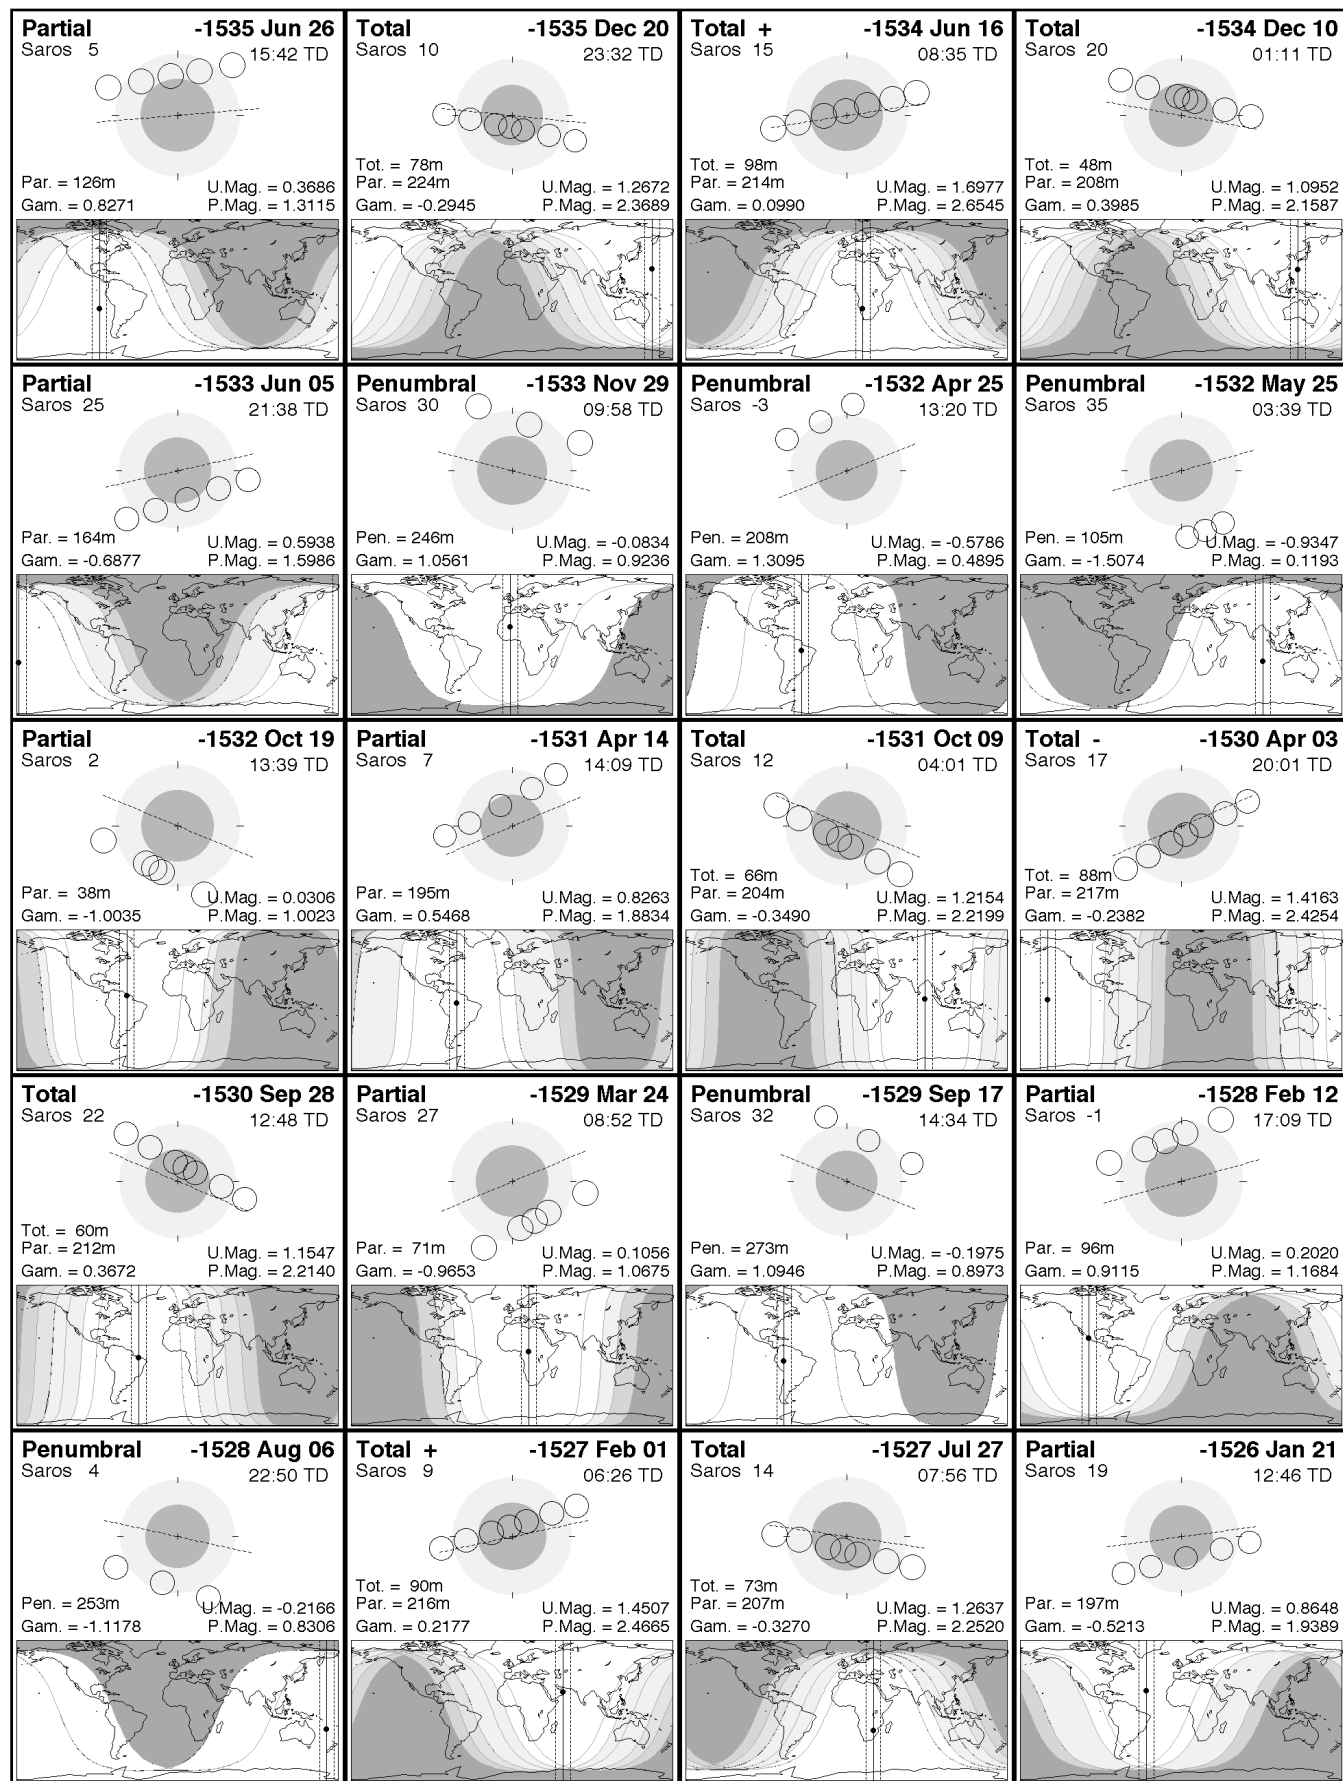 Partial -1535 Jun 26
Saros 5 15:42 TD
Par. = 126m U.Mag. = 0.3686
Gam. = 0.8271 P.Mag. = 1.3115
Total -1535 Dec 20
Saros 10 23:32 TD
Tot. = 78m
Par. = 224m U.Mag. = 1.2672
Gam. = -0.2945 P.Mag. = 2.3689
Total + -1534 Jun 16
Saros 15 08:35 TD
Tot. = 98m
Par. = 214m U.Mag. = 1.6977
Gam. = 0.0990 P.Mag. = 2.6545
Total -1534 Dec 10
Saros 20 01:11 TD
Tot. = 48m
Par. = 208m U.Mag. = 1.0952
Gam. = 0.3985 P.Mag. = 2.1587
Partial -1533 Jun 05
Saros 25 21:38 TD
Par. = 164m U.Mag. = 0.5938
Gam. = -0.6877 P.Mag. = 1.5986
Penumbral -1533 Nov 29
Saros 30 09:58 TD
Pen. = 246m U.Mag. = -0.0834
Gam. = 1.0561 P.Mag. = 0.9236
Penumbral -1532 Apr 25
Saros -3 13:20 TD
Pen. = 208m U.Mag. = -0.5786
Gam. = 1.3095 P.Mag. = 0.4895
Penumbral -1532 May 25
Saros 35 03:39 TD
Pen. = 105m U.Mag. = -0.9347
Gam. = -1.5074 P.Mag. = 0.1193
Partial -1532 Oct 19
Saros 2 13:39 TD
Par. = 38m U.Mag. = 0.0306
Gam. = -1.0035 P.Mag. = 1.0023
Partial -1531 Apr 14
Saros 7 14:09 TD
Par. = 195m U.Mag. = 0.8263
Gam. = 0.5468 P.Mag. = 1.8834
Total -1531 Oct 09
Saros 12 04:01 TD
Tot. = 66m
Par. = 204m U.Mag. = 1.2154
Gam. = -0.3490 P.Mag. = 2.2199
Total - -1530 Apr 03
Saros 17 20:01 TD
Tot. = 88m
Par. = 217m U.Mag. = 1.4163
Gam. = -0.2382 P.Mag. = 2.4254
Total -1530 Sep 28
Saros 22 12:48 TD
Tot. = 60m
Par. = 212m U.Mag. = 1.1547
Gam. = 0.3672 P.Mag. = 2.2140
Partial -1529 Mar 24
Saros 27 08:52 TD
Par. = 71m U.Mag. = 0.1056
Gam. = -0.9653 P.Mag. = 1.0675
Penumbral -1529 Sep 17
Saros 32 14:34 TD
Pen. = 273m U.Mag. = -0.1975
Gam. = 1.0946 P.Mag. = 0.8973
Partial -1528 Feb 12
Saros -1 17:09 TD
Par. = 96m U.Mag. = 0.2020
Gam. = 0.9115 P.Mag. = 1.1684
Penumbral -1528 Aug 06
Saros 4 22:50 TD
Pen. = 253m U.Mag. = -0.2166
Gam. = -1.1178 P.Mag. = 0.8306
Total + -1527 Feb 01
Saros 9 06:26 TD
Tot. = 90m
Par. = 216m U.Mag. = 1.4507
Gam. = 0.2177 P.Mag. = 2.4665
Total -1527 Jul 27
Saros 14 07:56 TD
Tot. = 73m
Par. = 207m U.Mag. = 1.2637
Gam. = -0.3270 P.Mag. = 2.2520
Partial -1526 Jan 21
Saros 19 12:46 TD
Par. = 197m U.Mag. = 0.8648
Gam. = -0.5213 P.Mag. = 1.9389